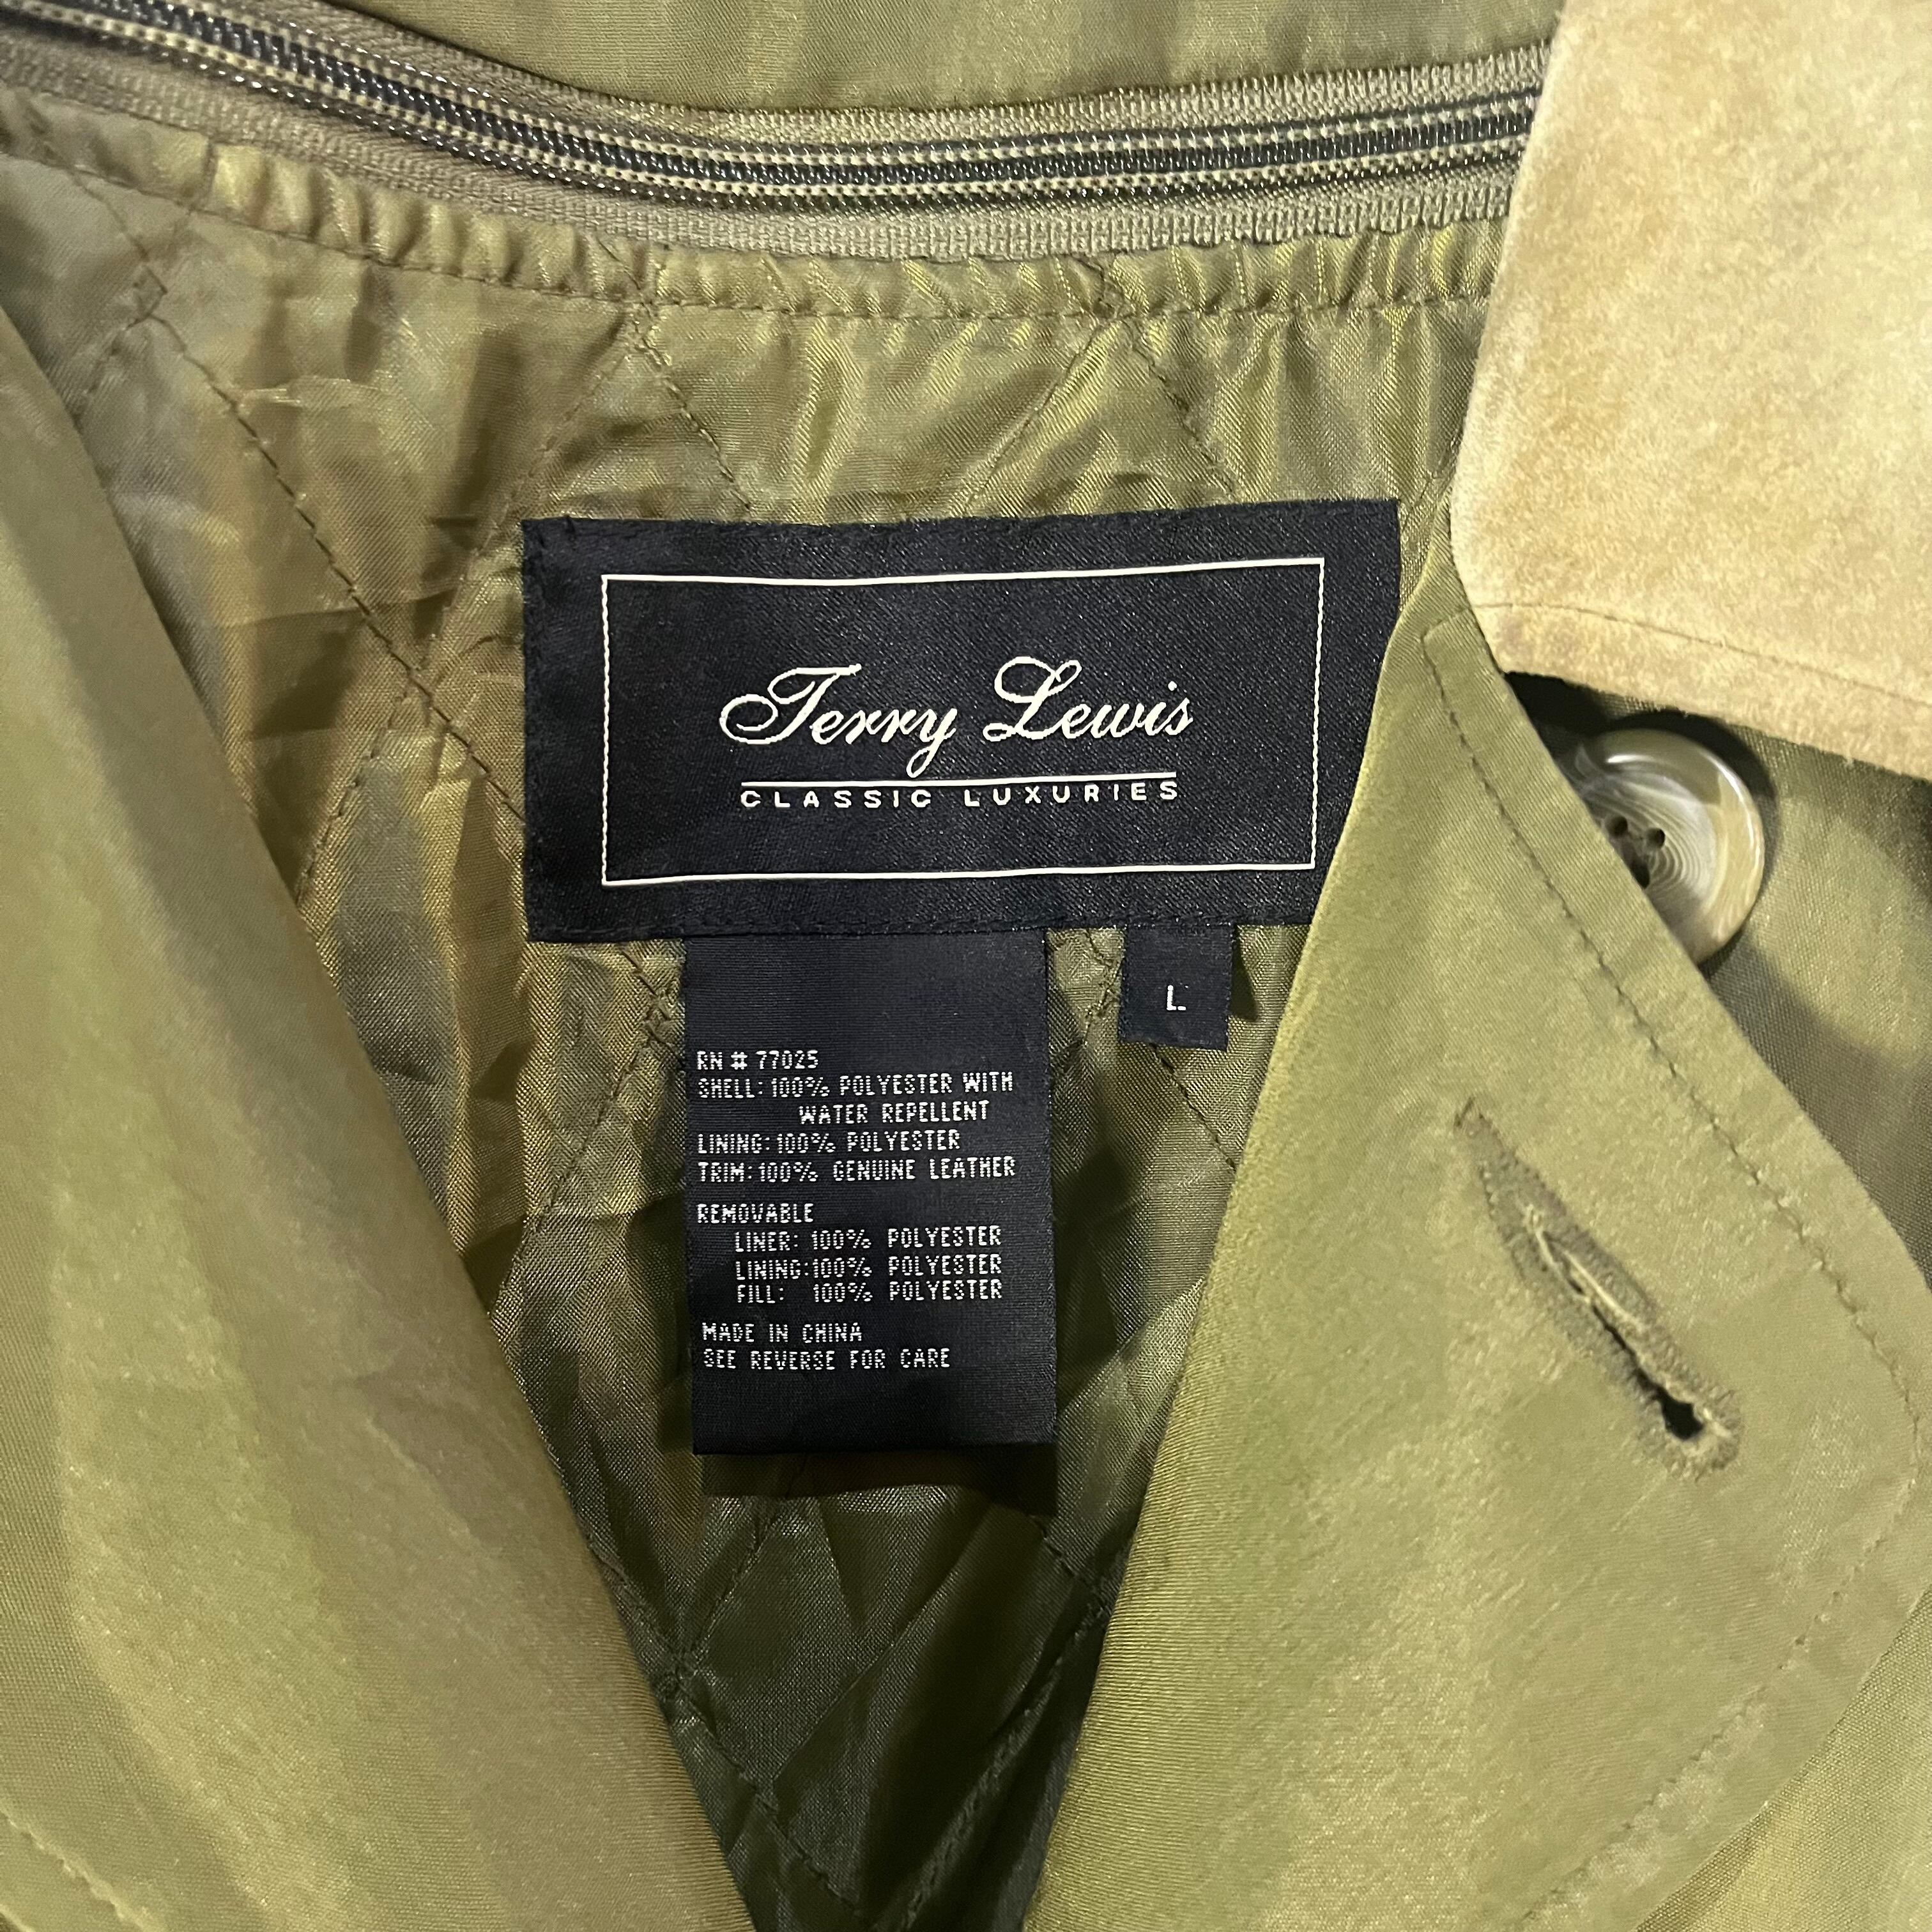 Terry Lewis
CLASSIC LUXURIES
L
RN # 77025
SHELL: 100% POLYESTER WITH
WATER REPELLENT
LINING: 100% POLYESTER
TRIM: 100% GENUINE LEATHER
REMOVABLE
LINER: 100% POLYESTER
LINING: 100% POLYESTER
FILL: 100% POLYESTER
MADE IN CHINA
SEE REVERSE FOR CARE